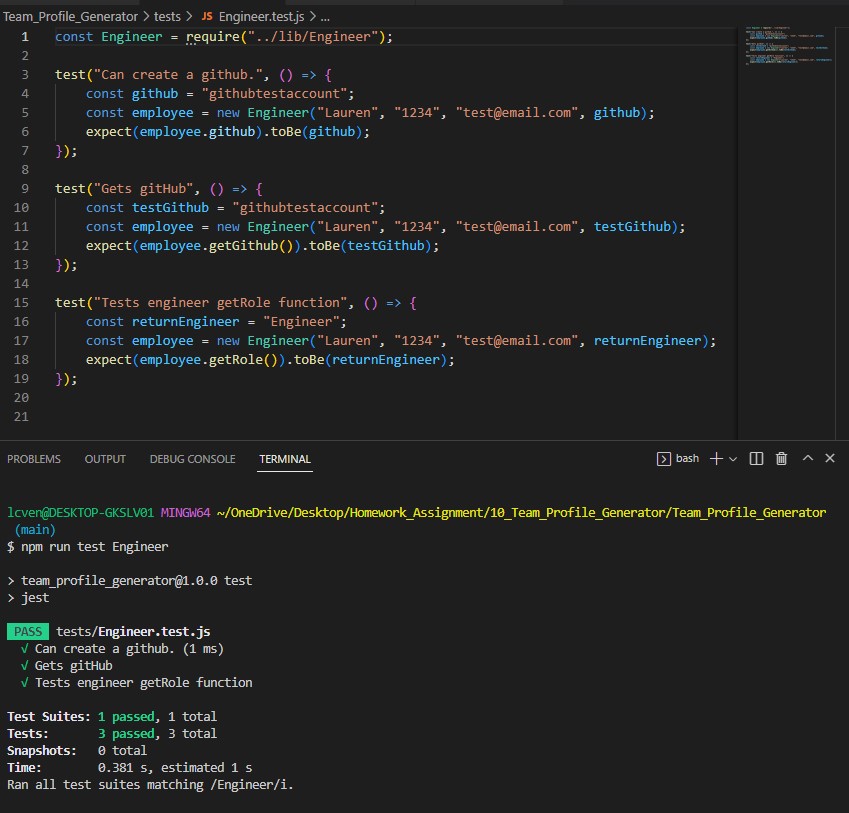 Team_Profile_Generator > tests > JS Engineer.test.js > ...
1 const Engineer = require("../lib/Engineer");
2
3 test("Can create a github.", () => {
4 const github = "githubtestaccount";
5 const employee = new Engineer("Lauren", "1234", "test@email.com", github);
6 expect(employee.github).toBe(github);
7 });
8
9 test("Gets gitHub", () => {
10 const testGithub = "githubtestaccount";
11 const employee = new Engineer("Lauren", "1234", "test@email.com", testGithub);
12 expect(employee.getGithub()).toBe(testGithub);
13 });
14
15 test("Tests engineer getRole function", () => {
16 const returnEngineer = "Engineer";
17 const employee = new Engineer("Lauren", "1234", "test@email.com", returnEngineer);
18 expect(employee.getRole()).toBe(returnEngineer);
19 });
20
21
PROBLEMS OUTPUT DEBUG CONSOLE TERMINAL bash
lcven@DESKTOP-GKSLV01 MINGW64 ~/OneDrive/Desktop/Homework_Assignment/10_Team_Profile_Generator/Team_Profile_Generator
(main)
$ npm run test Engineer
> team_profile_generator@1.0.0 test
> jest
PASS tests/Engineer.test.js
√ Can create a github. (1 ms)
√ Gets gitHub
√ Tests engineer getRole function
Test Suites: 1 passed, 1 total
Tests: 3 passed, 3 total
Snapshots: 0 total
Time: 0.381 s, estimated 1 s
Ran all test suites matching /Engineer/i.